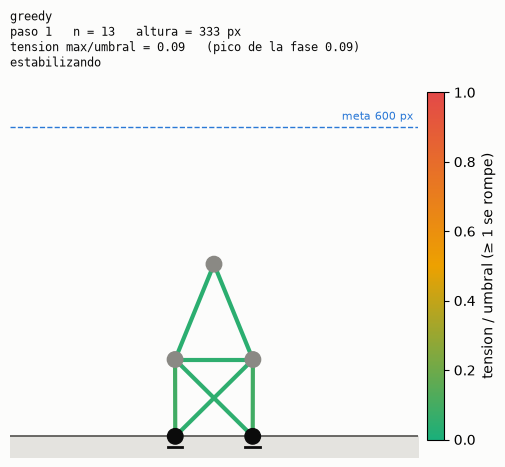 greedy
paso 1   n = 13   altura = 333 px
tension max/umbral = 0.09   (pico de la fase 0.09)
estabilizando
meta 600 px
1.0
0.8
0.6
0.4
0.2
0.0
tension / umbral (≥ 1 se rompe)